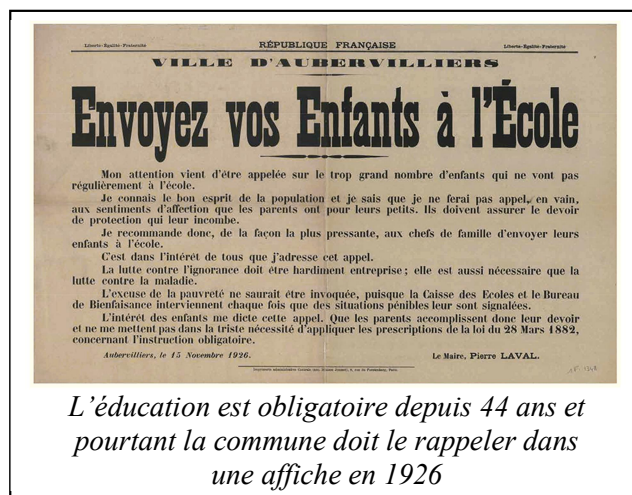 Liberté-Égalité-Fraternité RÉPUBLIQUE FRANÇAISE Liberté-Égalité-Fraternité
VILLE D'AUBERVILLIERS
Envoyez vos Enfants à l'École
Mon attention vient d'être appelée sur le trop grand nombre d'enfants qui ne vont pas
régulièrement à l'école.
Je connais le bon esprit de la population et je sais que je ne ferai pas appel, en vain,
aux sentiments d'affection que les parents ont pour leurs petits. Ils doivent assurer le devoir
de protection qui leur incombe.
Je recommande donc, de la façon la plus pressante, aux chefs de famille d'envoyer leurs
enfants à l'école.
C'est dans l'intérêt de tous que j'adresse cet appel.
La lutte contre l'ignorance doit être hardiment entreprise ; elle est aussi nécessaire que la
lutte contre la maladie.
L'excuse de la pauvreté ne saurait être invoquée, puisque la Caisse des Ecoles et le Bureau
de Bienfaisance interviennent chaque fois que des situations pénibles leur sont signalées.
L'intérêt des enfants me dicte cette appel. Que les parents accomplissent donc leur devoir
et ne me mettent pas dans la triste nécessité d'appliquer les prescriptions de la loi du 28 Mars 1882,
concernant l'instruction obligatoire.
Aubervilliers, le 15 Novembre 1926. Le Maire, Pierre LAVAL.
L'éducation est obligatoire depuis 44 ans et
pourtant la commune doit le rappeler dans
une affiche en 1926